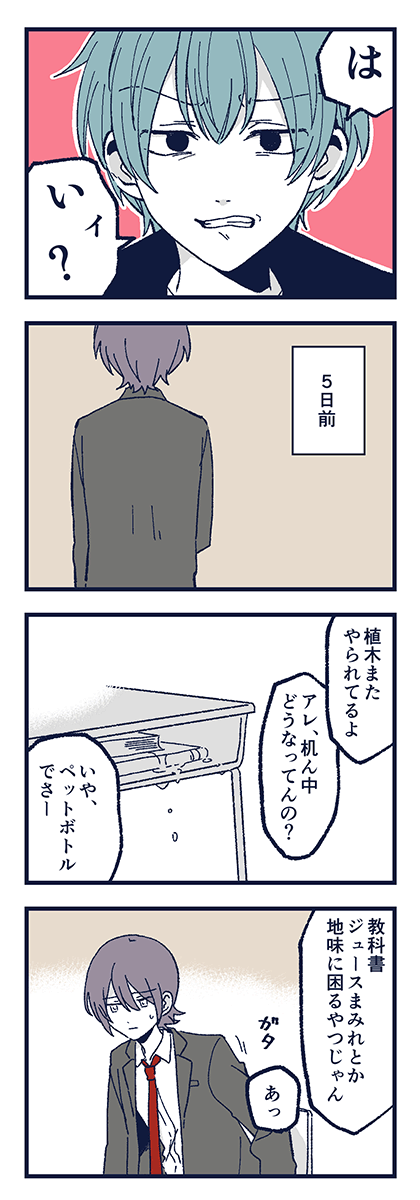 は
いィ?
5日前
植木また
やられてるよ
アレ、机ん中
どうなってんの?
いや、
ペットボトル
でさー
教科書
ジュースまみれとか
地味に困るやつじゃん
ガタ
あっ